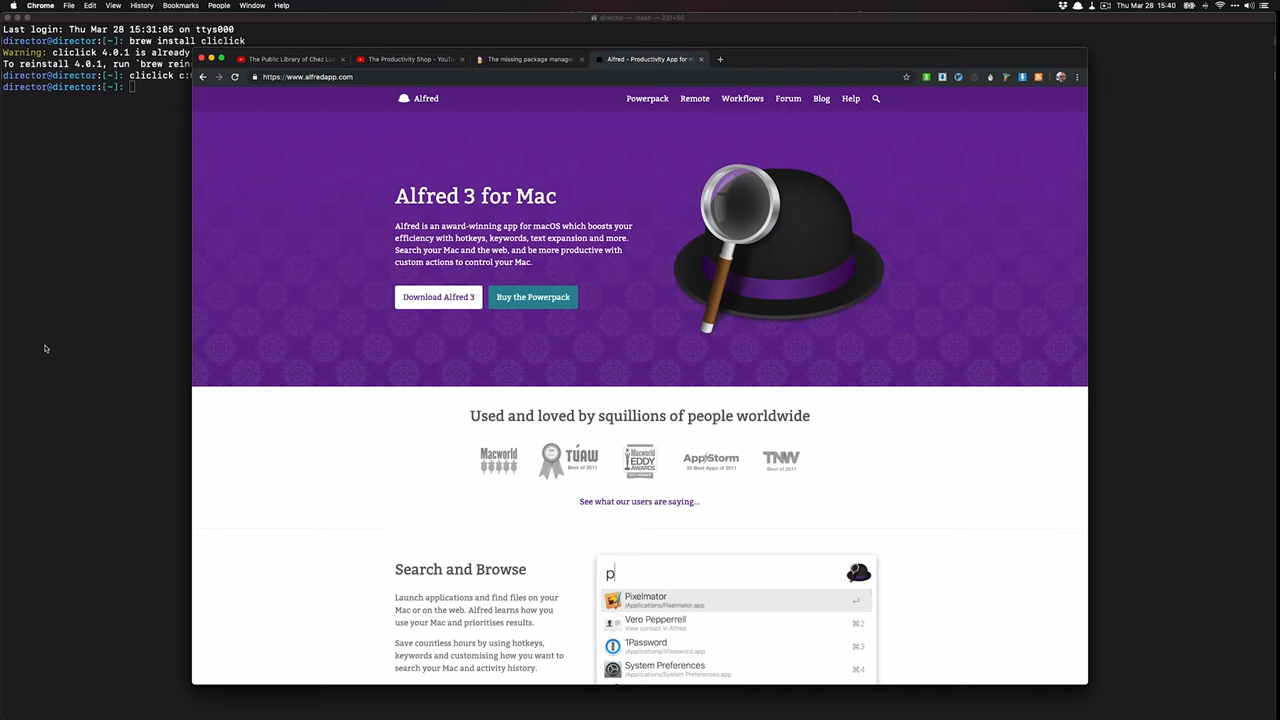 Chrome File Edit View History Bookmarks People Window Help
Thu Mar 28 15:40
director — -bash — 231×60
Last login: Thu Mar 28 15:31:05 on ttys000
director@director:[~]: brew install cliclick
Warning: cliclick 4.0.1 is already
To reinstall 4.0.1, run `brew rein
director@director:[~]: cliclick c:
director@director:[~]:
The Public Library of Chez Luc
The Productivity Shop - YouTu
The missing package manage
Alfred - Productivity App for m
https://www.alfredapp.com
Alfred
Powerpack Remote Workflows Forum Blog Help
Alfred 3 for Mac
Alfred is an award-winning app for macOS which boosts your
efficiency with hotkeys, keywords, text expansion and more.
Search your Mac and the web, and be more productive with
custom actions to control your Mac.
Download Alfred 3
Buy the Powerpack
Used and loved by squillions of people worldwide
Macworld
TÚAW
Best of 2011
Macworld
EDDY
AWARDS
AppStorm
20 Best Apps of 2011
TNW
Best of 2011
See what our users are saying...
Search and Browse
Launch applications and find files on your
Mac or on the web. Alfred learns how you
use your Mac and prioritises results.
Save countless hours by using hotkeys,
keywords and customising how you want to
search your Mac and activity history.
p
Pixelmator
/Applications/Pixelmator.app
Vero Pepperrell
View contact in Alfred
⌘2
1Password
/Applications/1Password.app
⌘3
System Preferences
/Applications/System Preferences.app
⌘4